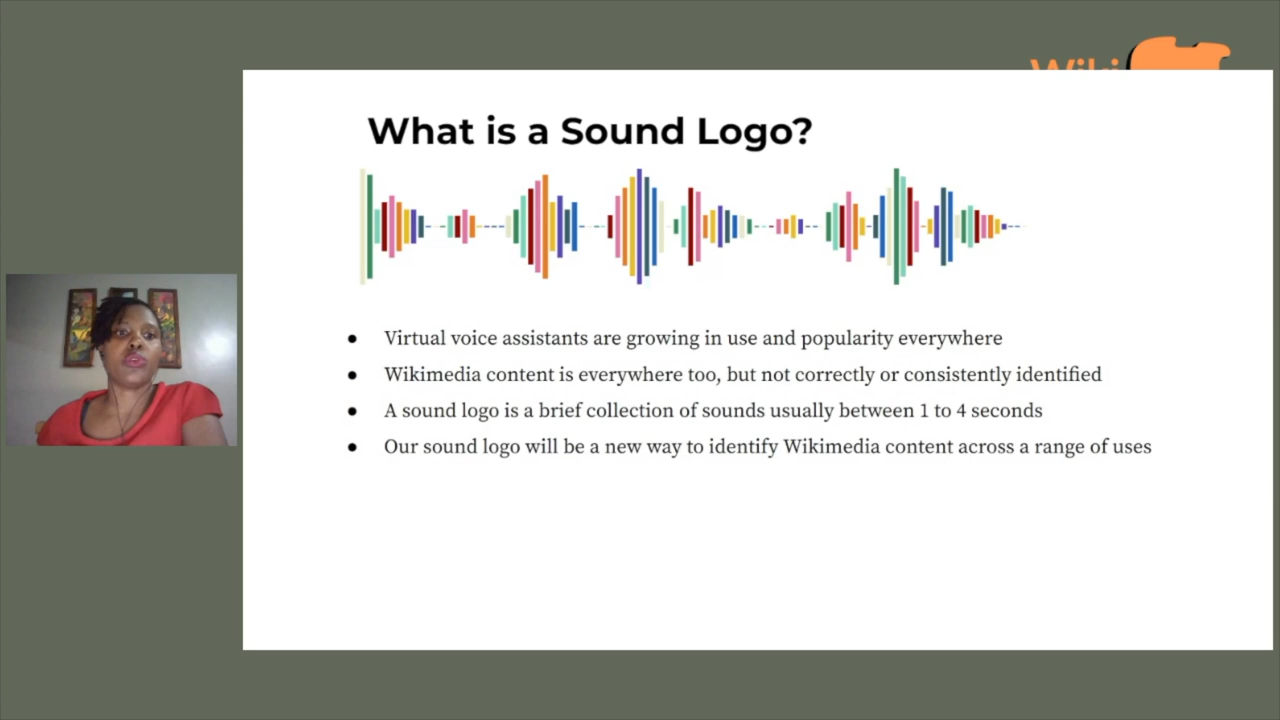 Wiki
What is a Sound Logo?
● Virtual voice assistants are growing in use and popularity everywhere
● Wikimedia content is everywhere too, but not correctly or consistently identified
● A sound logo is a brief collection of sounds usually between 1 to 4 seconds
● Our sound logo will be a new way to identify Wikimedia content across a range of uses